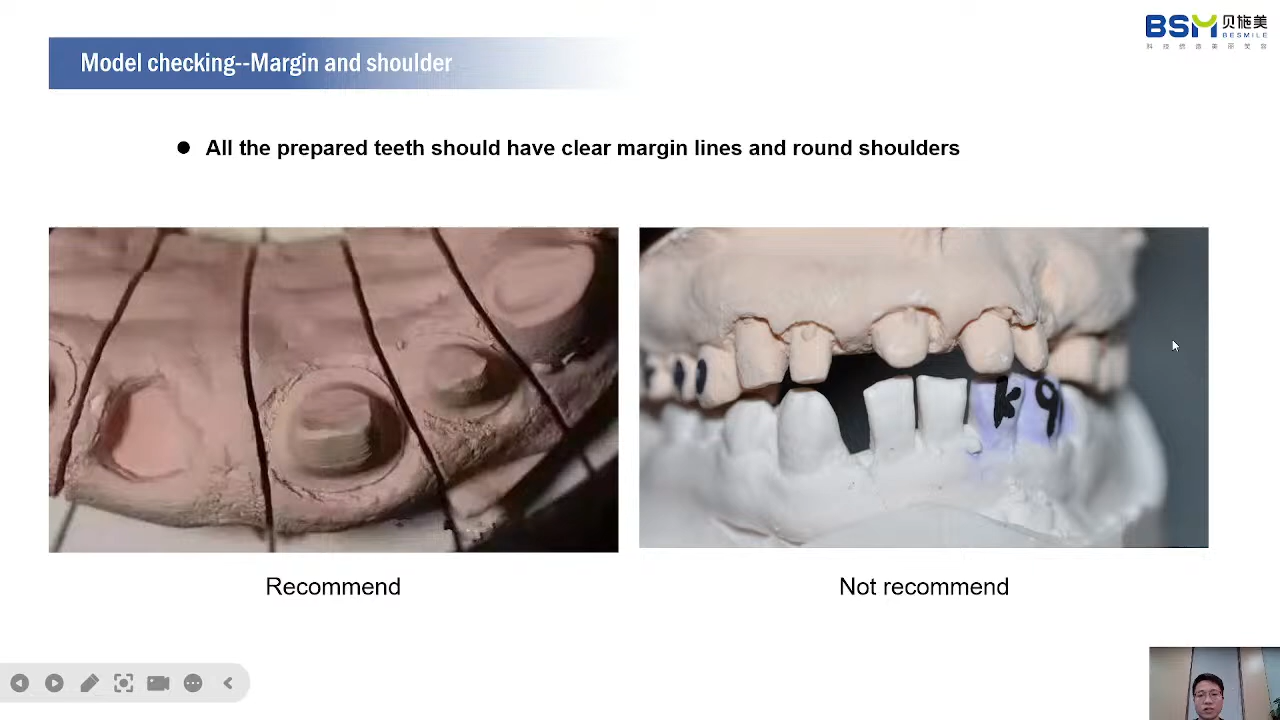 BSM 贝施美
BESMILE
Model checking--Margin and shoulder
All the prepared teeth should have clear margin lines and round shoulders
k 9
Recommend
Not recommend